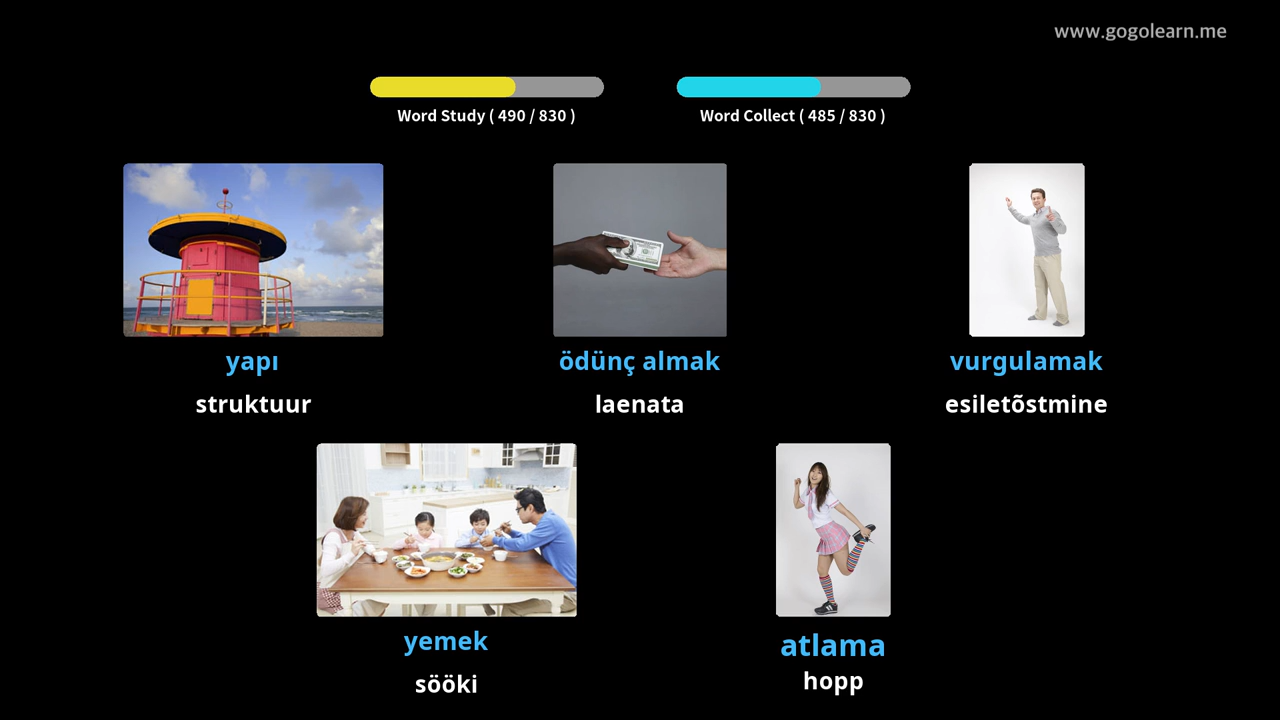 www.gogolearn.me
Word Study ( 490 / 830 )
Word Collect ( 485 / 830 )
yapı
struktuur
ödünç almak
laenata
vurgulamak
esiletõstmine
yemek
sööki
atlama
hopp